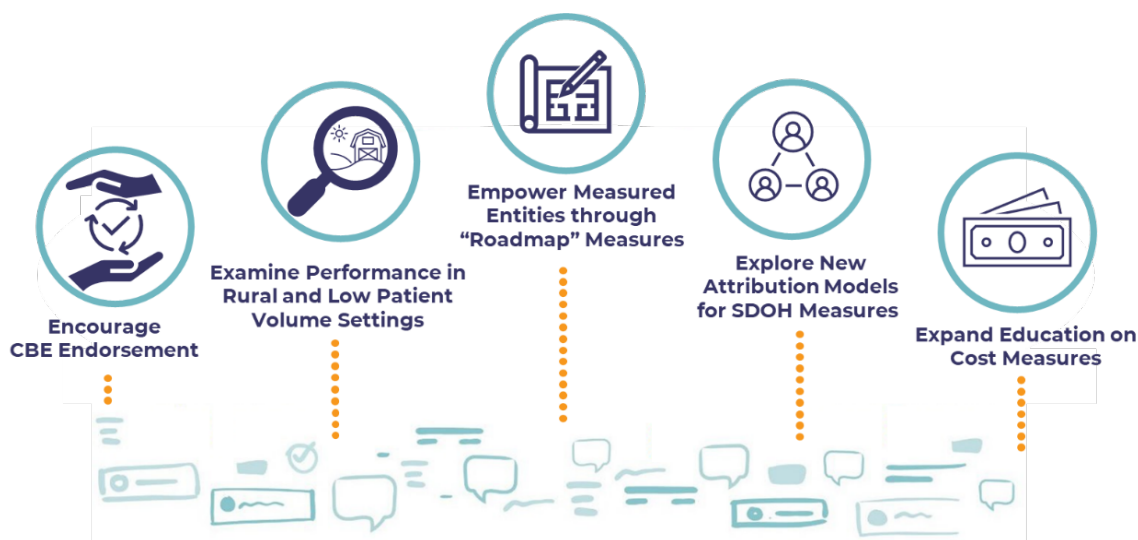 Encourage
CBE Endorsement
Examine Performance in
Rural and Low Patient
Volume Settings
Empower Measured
Entities through
“Roadmap” Measures
Explore New
Attribution Models
for SDOH Measures
Expand Education on
Cost Measures